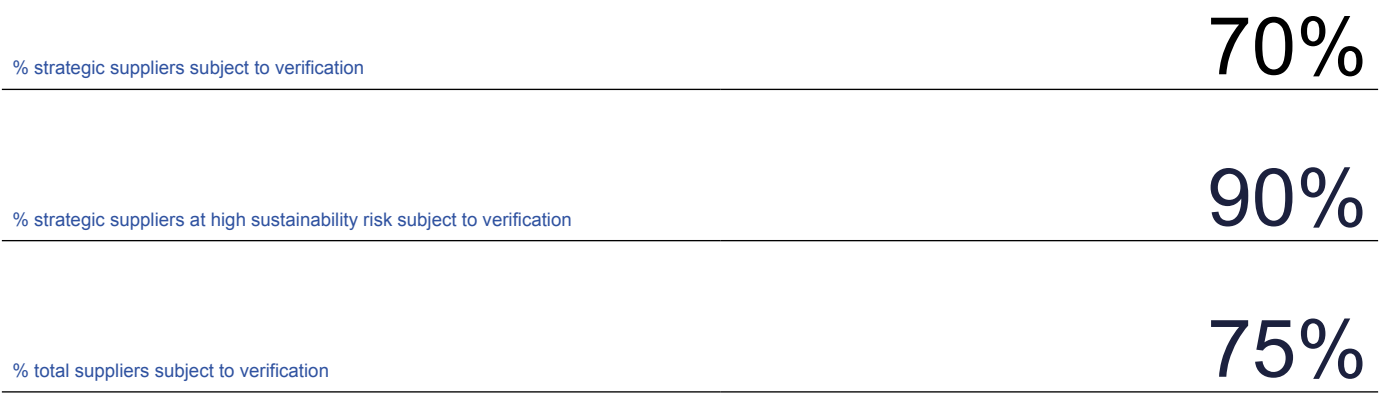 % strategic suppliers subject to verification 70%
% strategic suppliers at high sustainability risk subject to verification 90%
% total suppliers subject to verification 75%